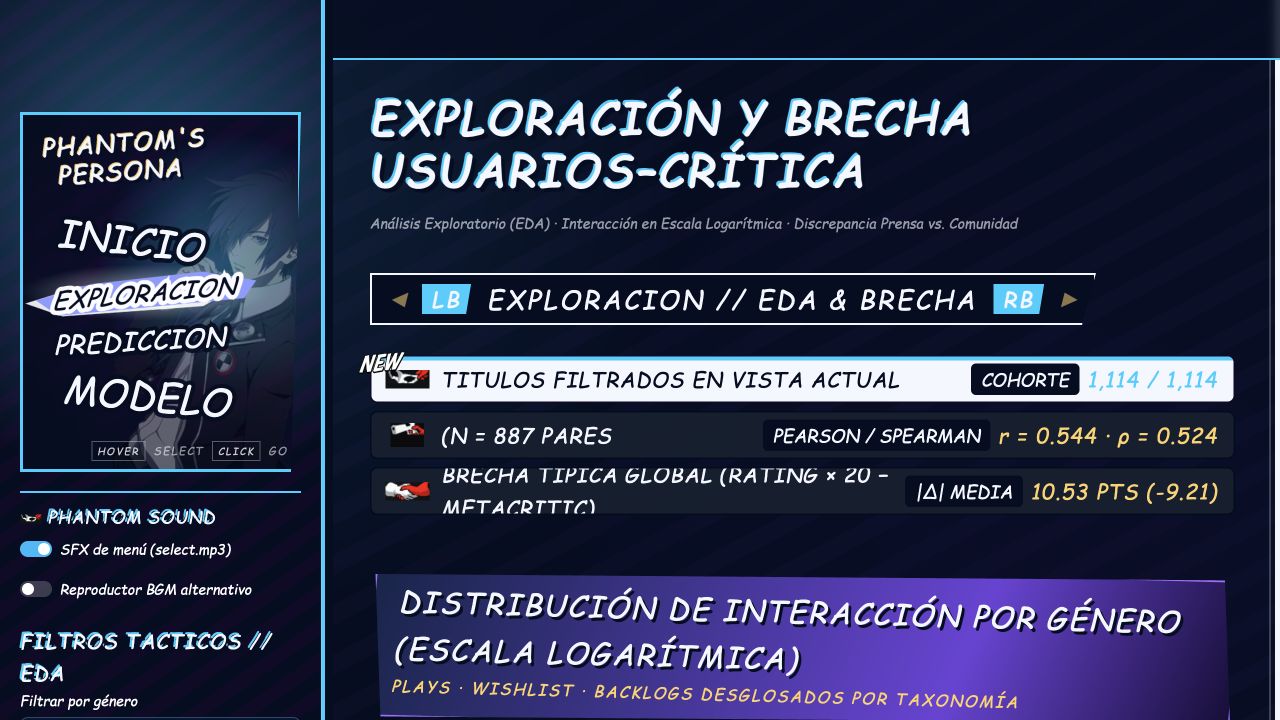 PHANTOM'S
PERSONA
INICIO
EXPLORACION
PREDICCION
MODELO
HOVER SELECT CLICK GO
PHANTOM SOUND
SFX de menú (select.mp3)
Reproductor BGM alternativo
FILTROS TACTICOS //
EDA
Filtrar por género
EXPLORACIÓN Y BRECHA
USUARIOS-CRÍTICA
Análisis Exploratorio (EDA) · Interacción en Escala Logarítmica · Discrepancia Prensa vs. Comunidad
◀ LB EXPLORACION // EDA & BRECHA RB ▶
NEW
TITULOS FILTRADOS EN VISTA ACTUAL COHORTE 1,114 / 1,114
(N = 887 PARES PEARSON / SPEARMAN r = 0.544 · ρ = 0.524
BRECHA TIPICA GLOBAL (RATING × 20 −
METACRITIC) |Δ| MEDIA 10.53 PTS (-9.21)
DISTRIBUCIÓN DE INTERACCIÓN POR GÉNERO
(ESCALA LOGARÍTMICA)
PLAYS · WISHLIST · BACKLOGS DESGLOSADOS POR TAXONOMÍA